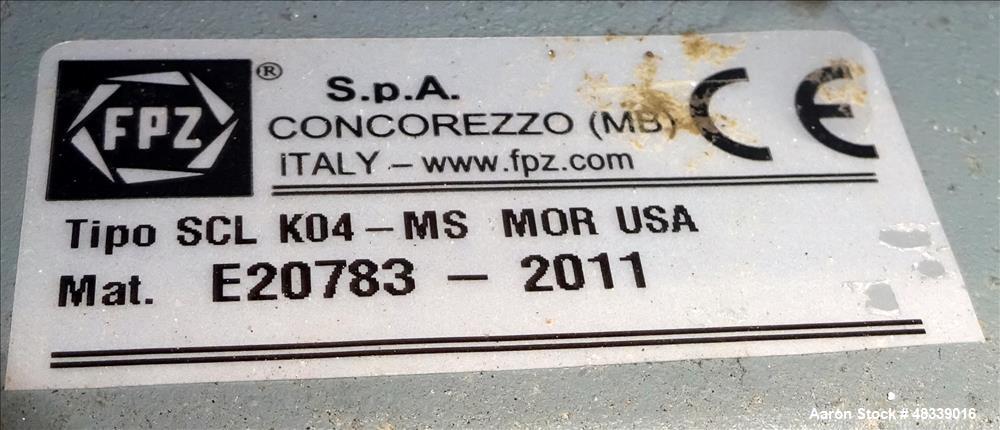 FPZ ® S.p.A. CE
CONCOREZZO (MB)
iTALY – www.fpz.com
Tipo SCL K04 – MS MOR USA
Mat. E20783 – 2011
Aaron Stock # 48339016